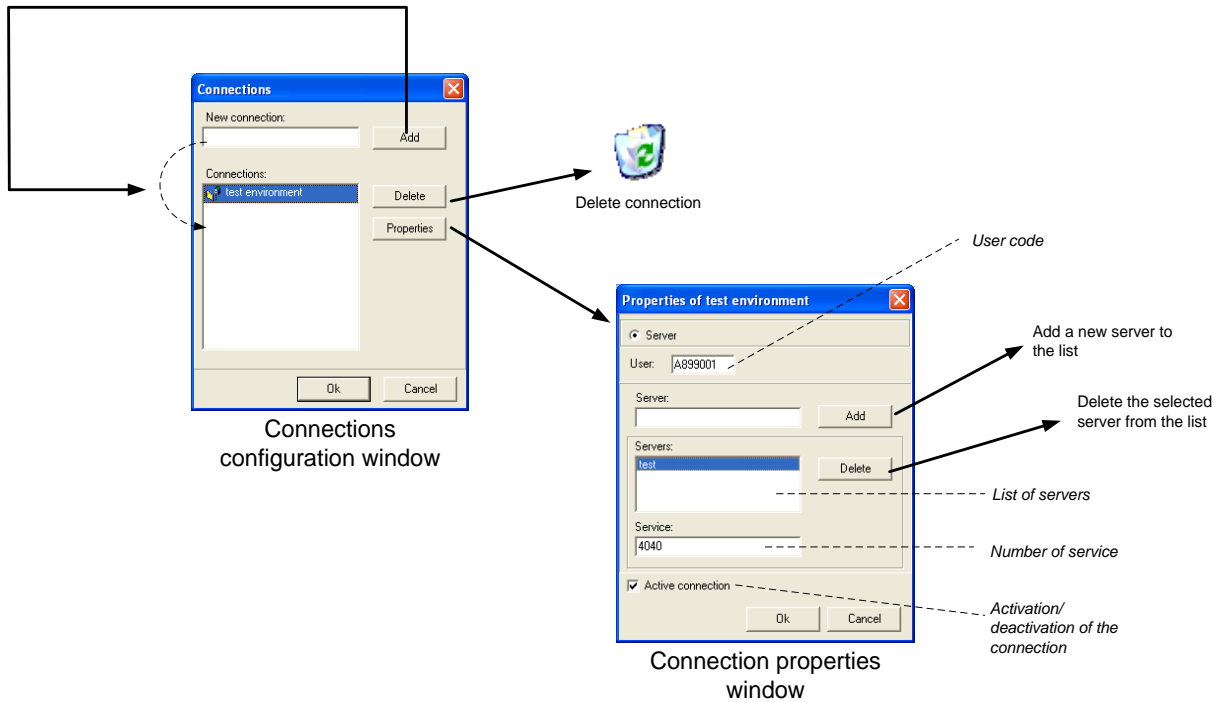 Connections
New connection:
Add
Connections:
test environment
Delete
Properties
Ok
Cancel
Connections
configuration window
Delete connection
User code
Properties of test environment
Server
User:
A899001
Server:
Add
Servers:
test
Delete
Service:
4040
Active connection
Ok
Cancel
Add a new server to
the list
Delete the selected
server from the list
List of servers
Number of service
Activation/
deactivation of the
connection
Connection properties
window